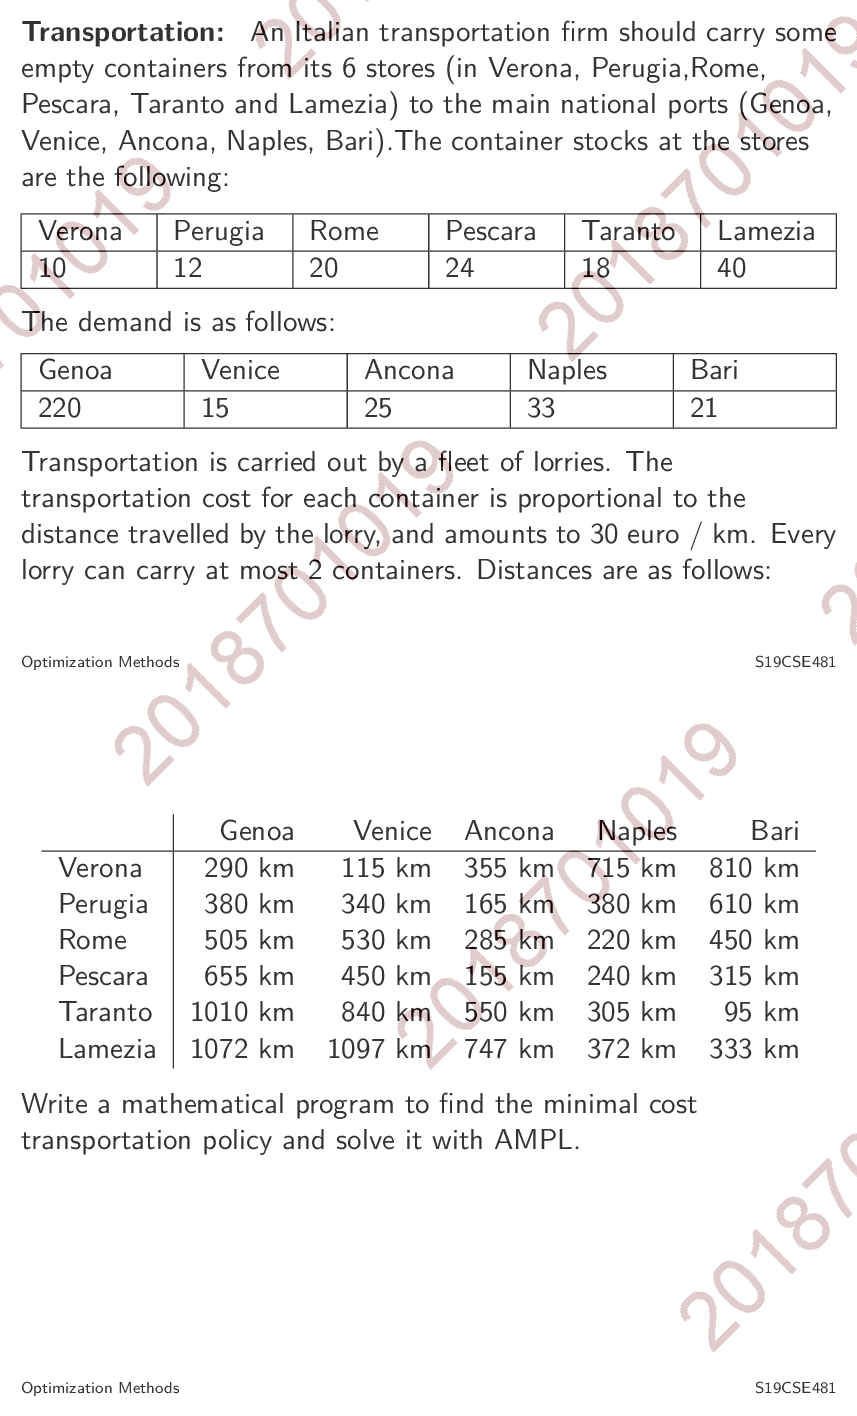 Transportation: An Italian transportation firm should carry some
empty containers from its 6 stores (in Verona, Perugia,Rome,
Pescara, Taranto and Lamezia) to the main national ports (Genoa,
Venice, Ancona, Naples, Bari).The container stocks at the stores
are the following:
Verona Perugia Rome Pescara Taranto Lamezia
10 12 20 24 18 40
The demand is as follows:
Genoa Venice Ancona Naples Bari
220 15 25 33 21
Transportation is carried out by a fleet of lorries. The
transportation cost for each container is proportional to the
distance travelled by the lorry, and amounts to 30 euro / km. Every
lorry can carry at most 2 containers. Distances are as follows:
Optimization Methods S19CSE481
Genoa Venice Ancona Naples Bari
Verona 290 km 115 km 355 km 715 km 810 km
Perugia 380 km 340 km 165 km 380 km 610 km
Rome 505 km 530 km 285 km 220 km 450 km
Pescara 655 km 450 km 155 km 240 km 315 km
Taranto 1010 km 840 km 550 km 305 km 95 km
Lamezia 1072 km 1097 km 747 km 372 km 333 km
Write a mathematical program to find the minimal cost
transportation policy and solve it with AMPL.
Optimization Methods S19CSE481
2018701019
2018701019
2018701019